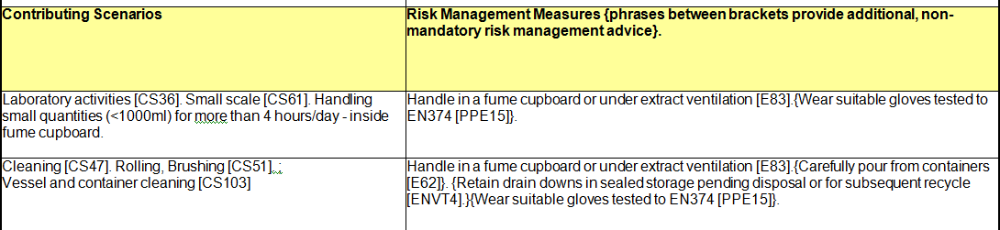 Contributing Scenarios
Risk Management Measures {phrases between brackets provide additional, non-
mandatory risk management advice}.
Laboratory activities [CS36]. Small scale [CS61]. Handling
small quantities (<1000ml) for more than 4 hours/day - inside
fume cupboard.
Handle in a fume cupboard or under extract ventilation [E83].{Wear suitable gloves tested to
EN374 [PPE15]}.
Cleaning [CS47]. Rolling, Brushing [CS51]. ;
Vessel and container cleaning [CS103]
Handle in a fume cupboard or under extract ventilation [E83].{Carefully pour from containers
[E62]}. {Retain drain downs in sealed storage pending disposal or for subsequent recycle
[ENVT4].}{Wear suitable gloves tested to EN374 [PPE15]}.